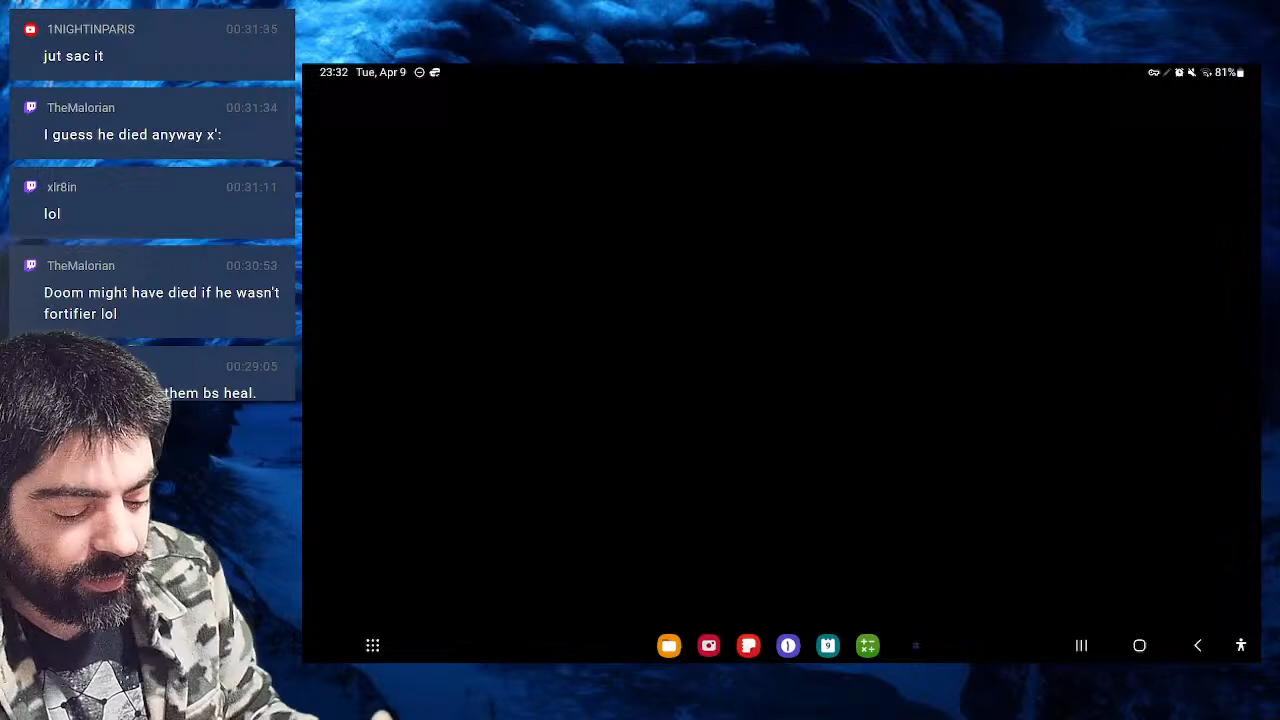 1NIGHTINPARIS 00:31:35
jut sac it
TheMalorian 00:31:34
I guess he died anyway x':
xlr8in 00:31:11
lol
TheMalorian 00:30:53
Doom might have died if he wasn't
fortifier lol
00:29:05
them bs heal.
23:32 Tue, Apr 9
81%
9